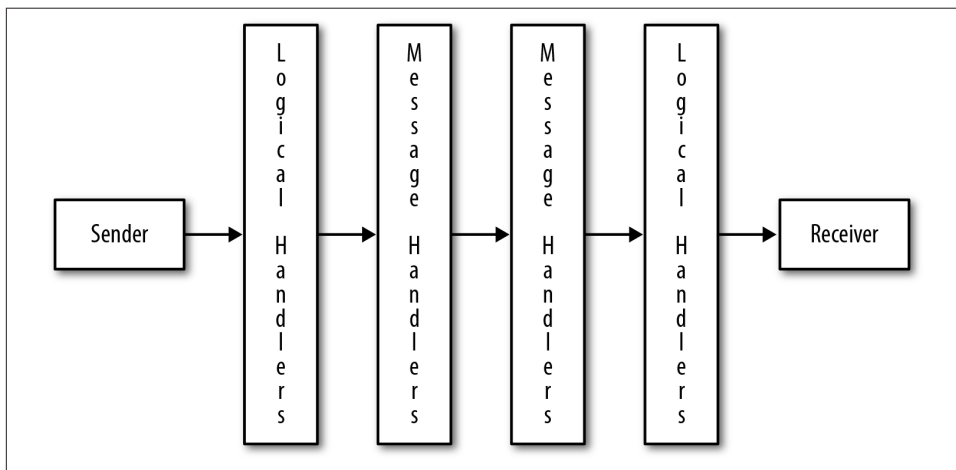 Sender
Logical Handlers
Message Handlers
Message Handlers
Logical Handlers
Receiver